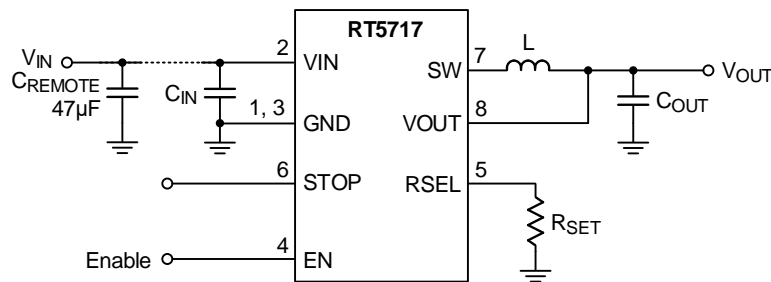 RT5717
VIN
CREMOTE
47µF
CIN
2
VIN
1, 3
GND
6
STOP
Enable
4
EN
SW
7
L
VOUT
8
RSEL
5
RSET
VOUT
COUT